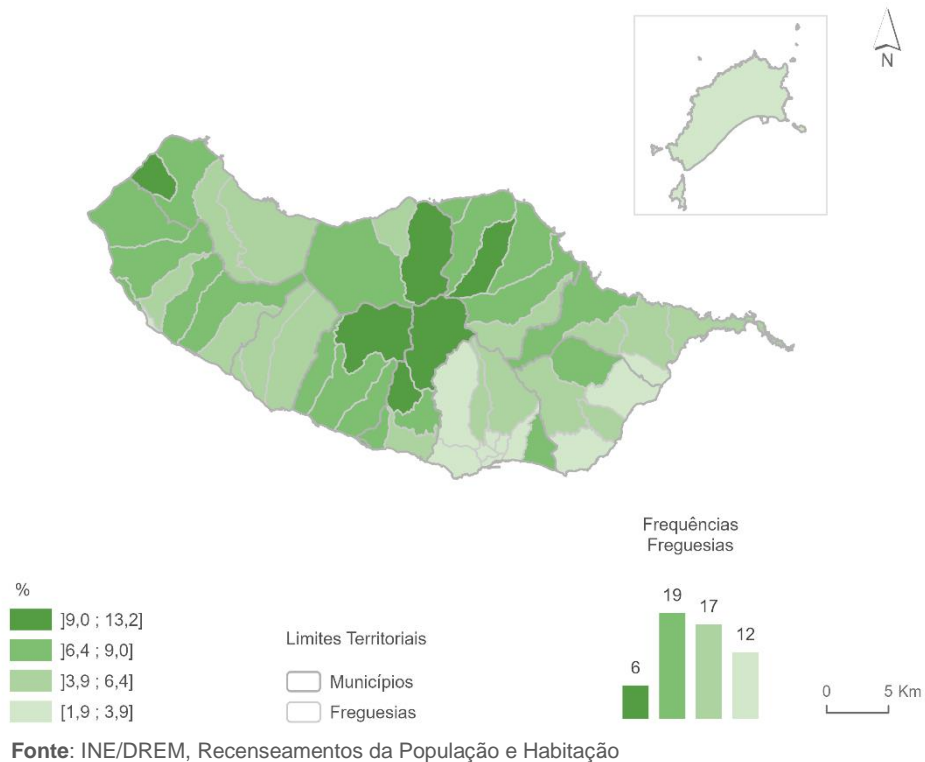 N
Frequências
Freguesias
%
]9,0 ; 13,2]
]6,4 ; 9,0]
]3,9 ; 6,4]
[1,9 ; 3,9]
Limites Territoriais
Municípios
Freguesias
6
19
17
12
0 5 Km
Fonte: INE/DREM, Recenseamentos da População e Habitação